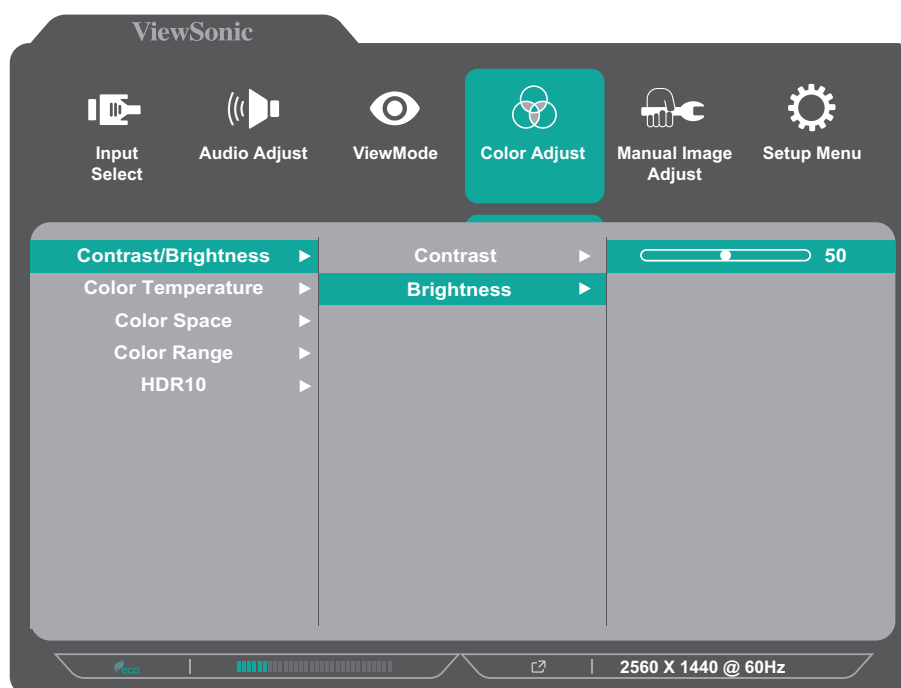 ViewSonic
Input
Select
Audio Adjust
ViewMode
Color Adjust
Manual Image
Adjust
Setup Menu
Contrast/Brightness
Color Temperature
Color Space
Color Range
HDR10
Contrast
Brightness
50
eco
2560 X 1440 @ 60Hz